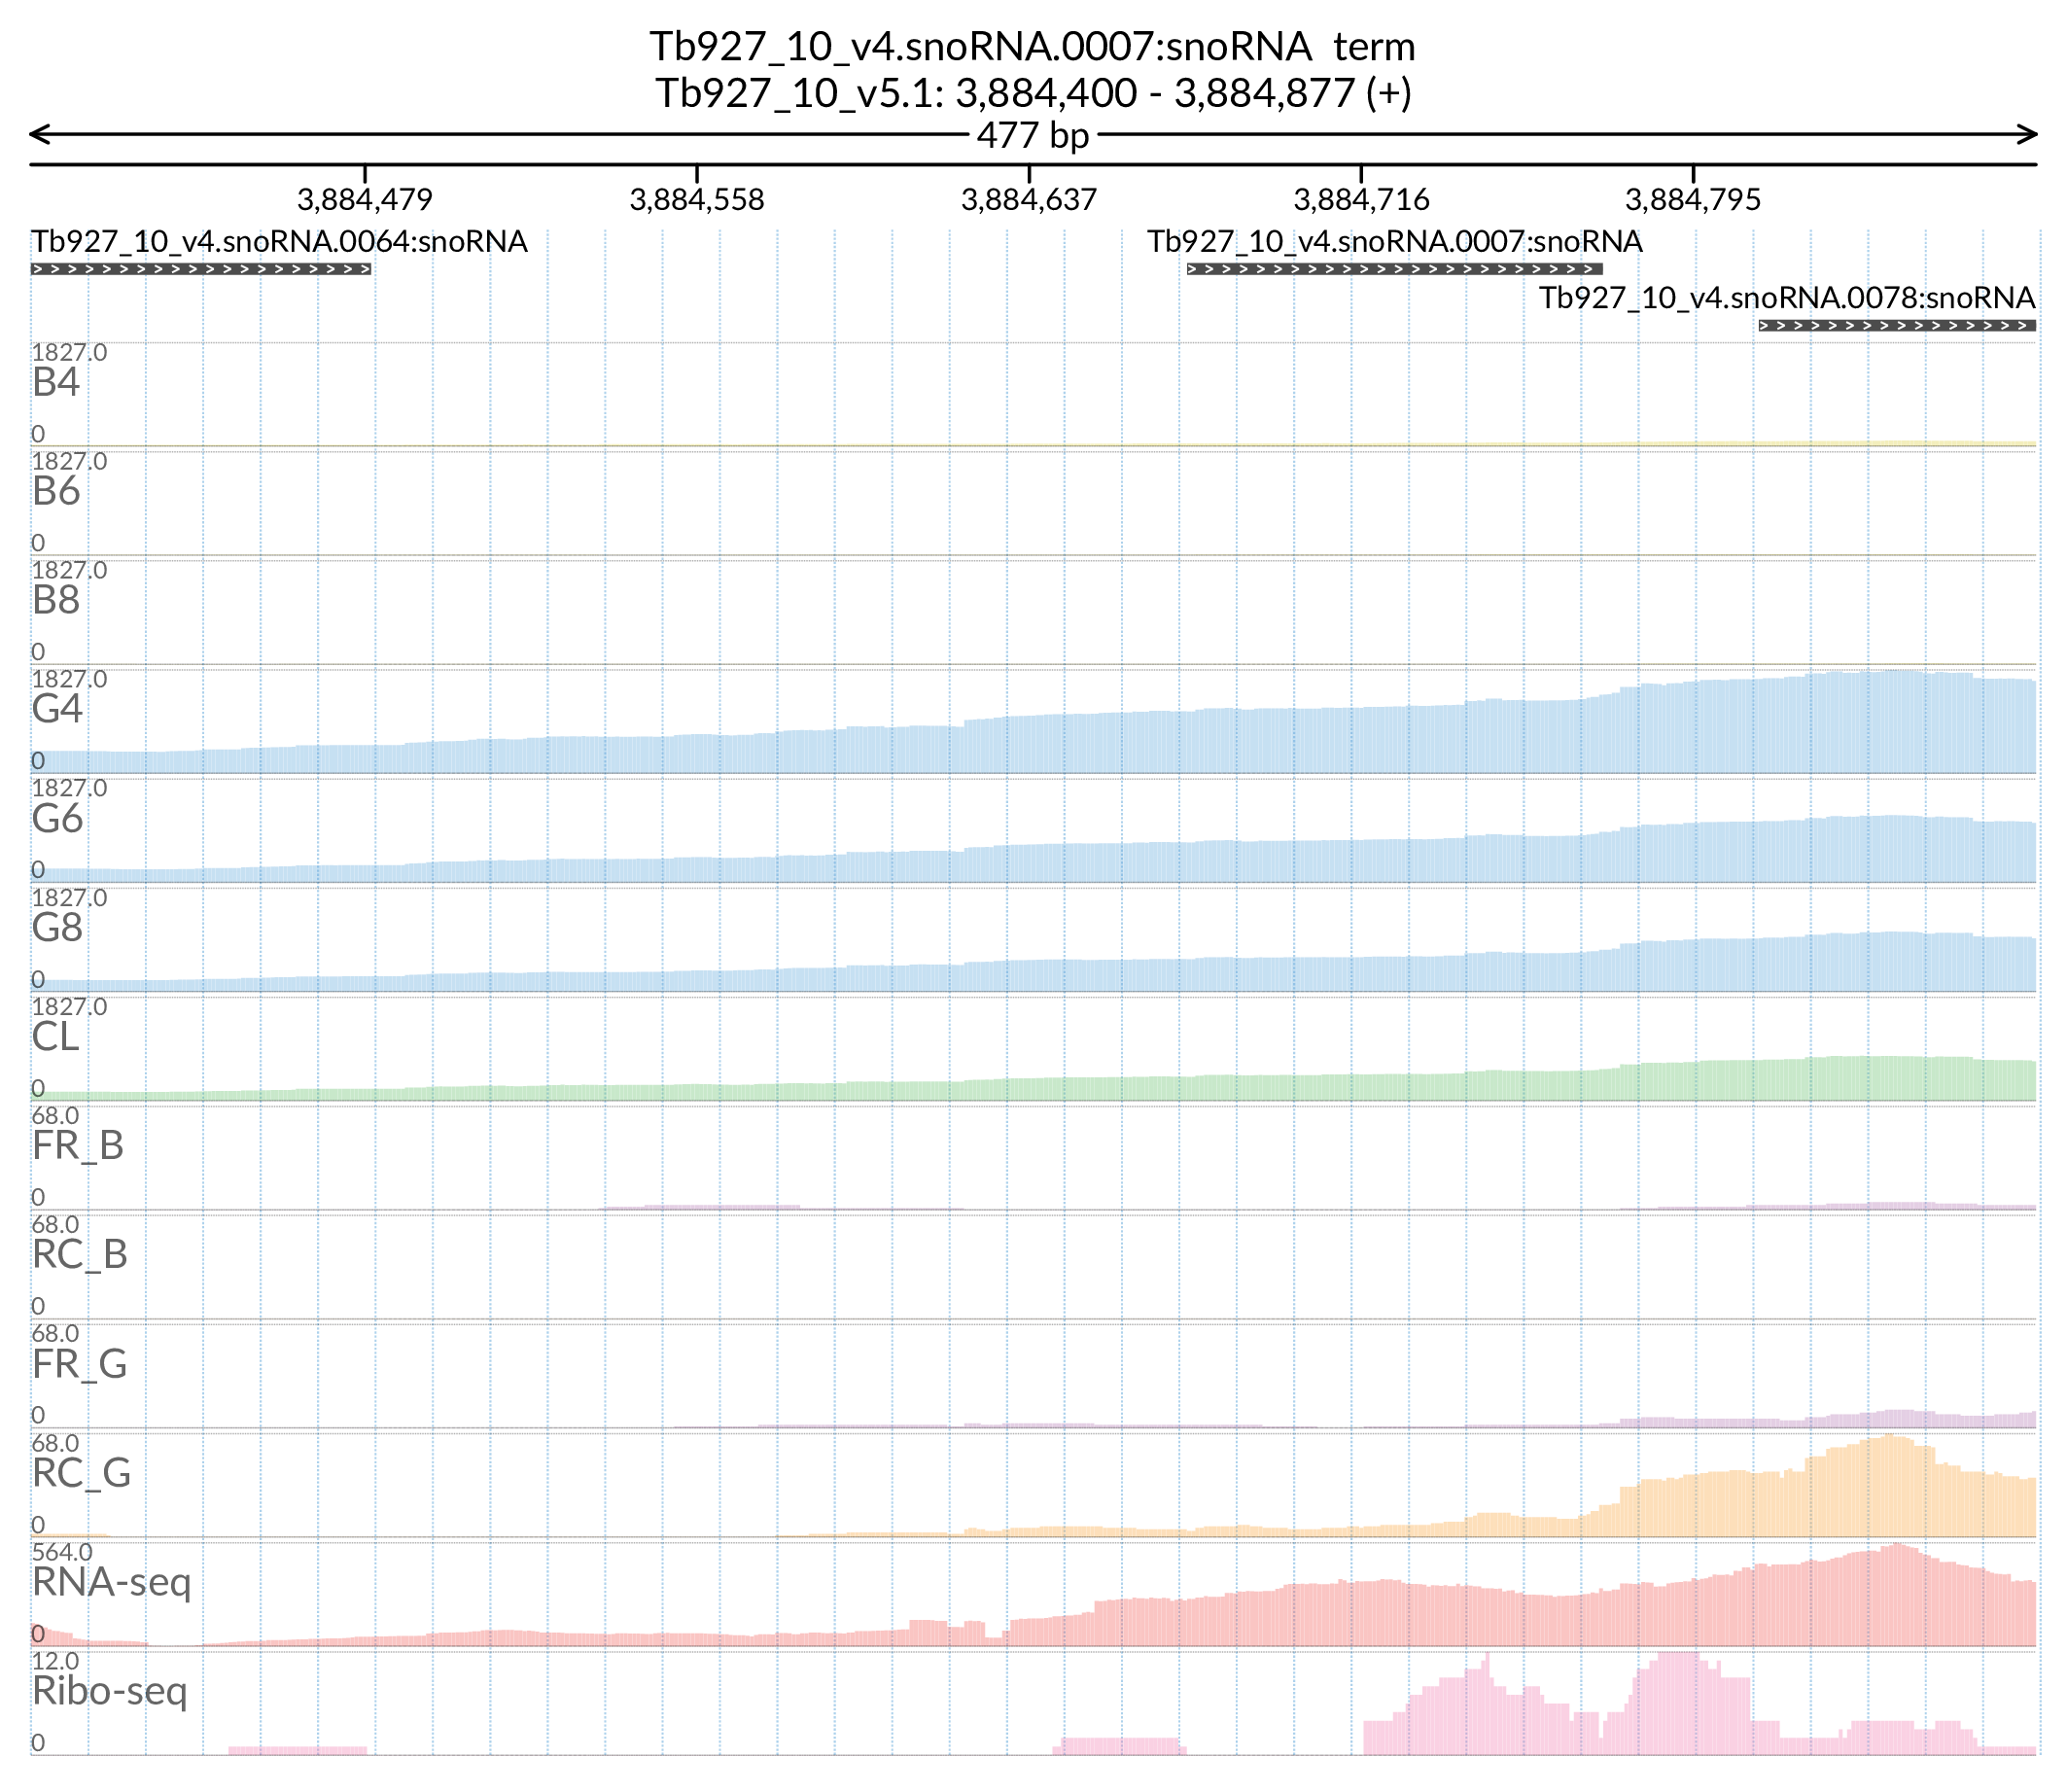 Tb927_10_v4.snoRNA.0007:snoRNA term
Tb927_10_v5.1: 3,884,400 - 3,884,877 (+)
477 bp
3,884,479 3,884,558 3,884,637 3,884,716 3,884,795
Tb927_10_v4.snoRNA.0064:snoRNA Tb927_10_v4.snoRNA.0007:snoRNA
Tb927_10_v4.snoRNA.0078:snoRNA
1827.0
B4
0
1827.0
B6
0
1827.0
B8
0
1827.0
G4
0
1827.0
G6
0
1827.0
G8
0
1827.0
CL
0
68.0
FR_B
0
68.0
RC_B
0
68.0
FR_G
0
68.0
RC_G
0
564.0
RNA-seq
0
12.0
Ribo-seq
0